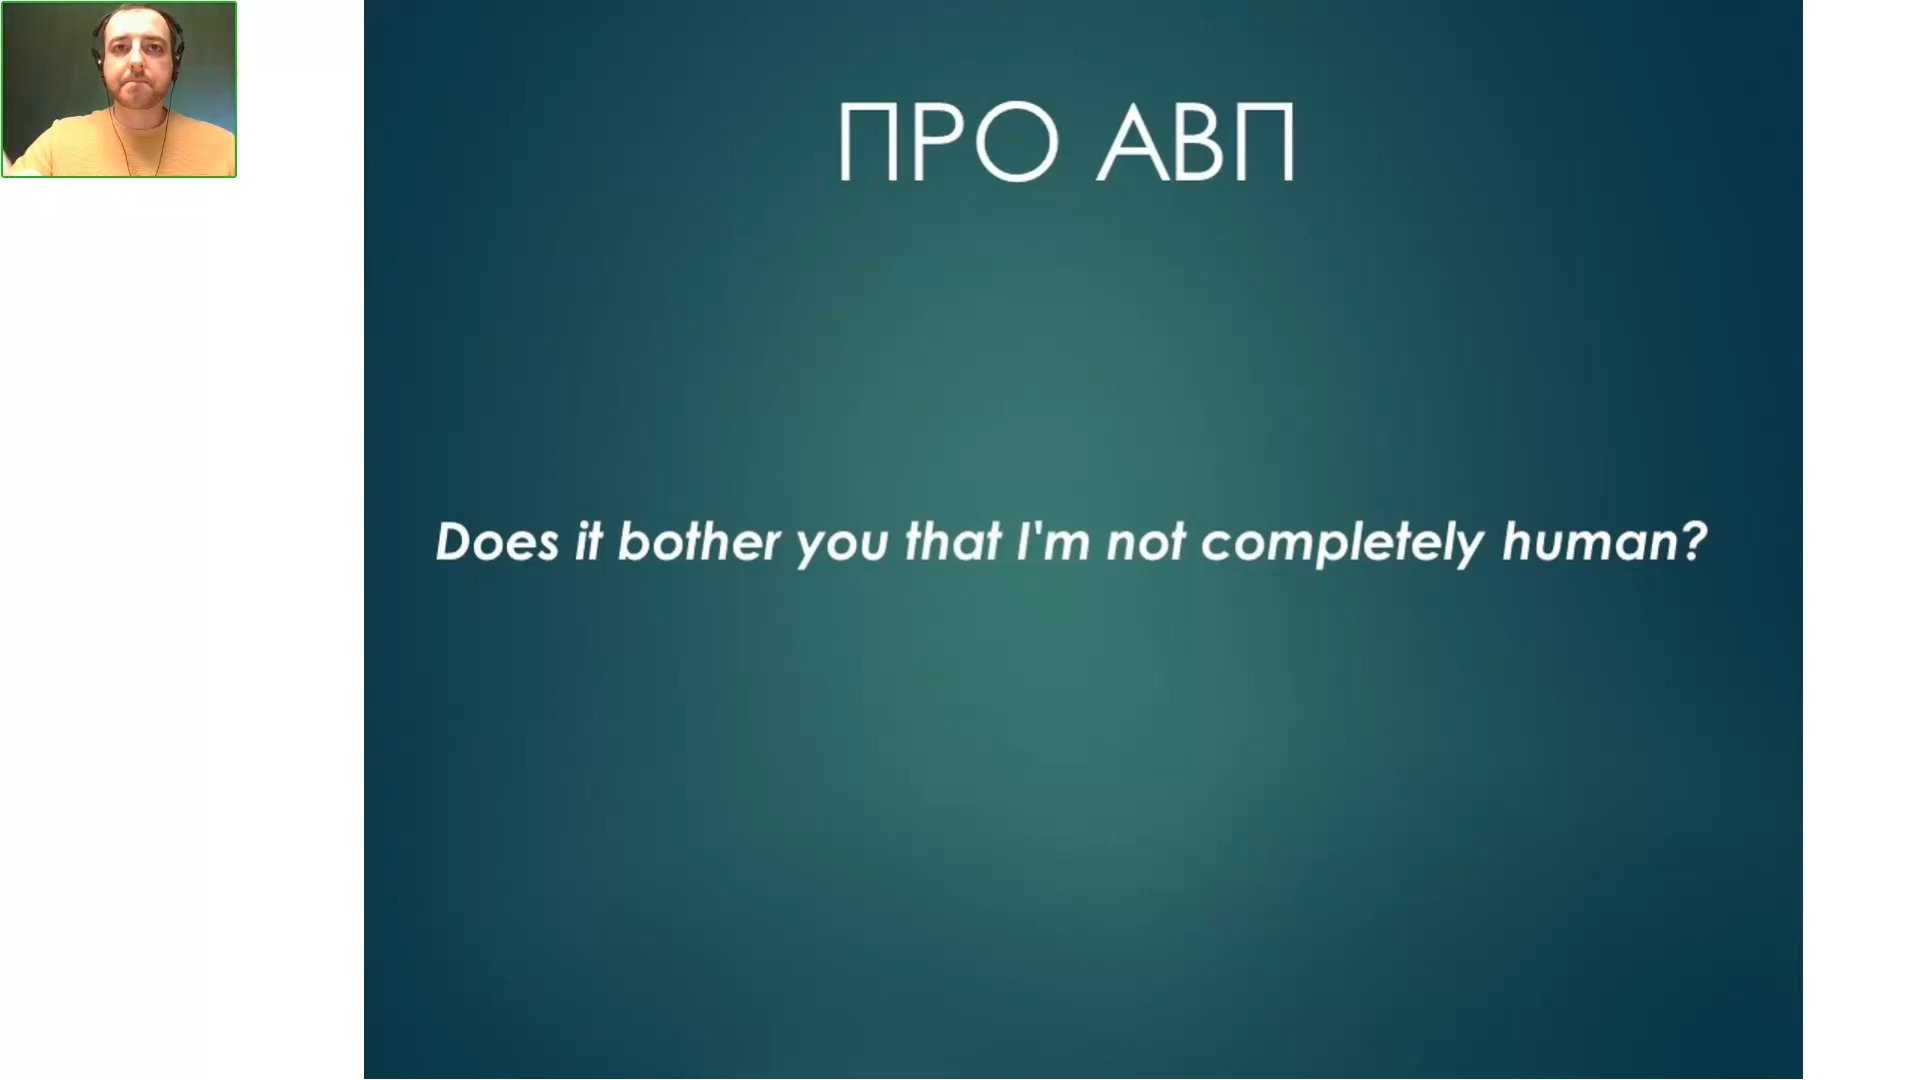 ПРО АВП
Does it bother you that I'm not completely human?